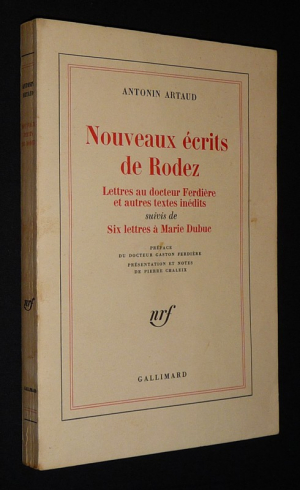 ANTONIN ARTAUD
Nouveaux écrits
de Rodez
Lettres au docteur Ferdière
et autres textes inédits
suivis de
Six lettres à Marie Dubuc
PRÉFACE
DU DOCTEUR GASTON FERDIÈRE
PRÉSENTATION ET NOTES
DE PIERRE CHALEIX
nrf
GALLIMARD